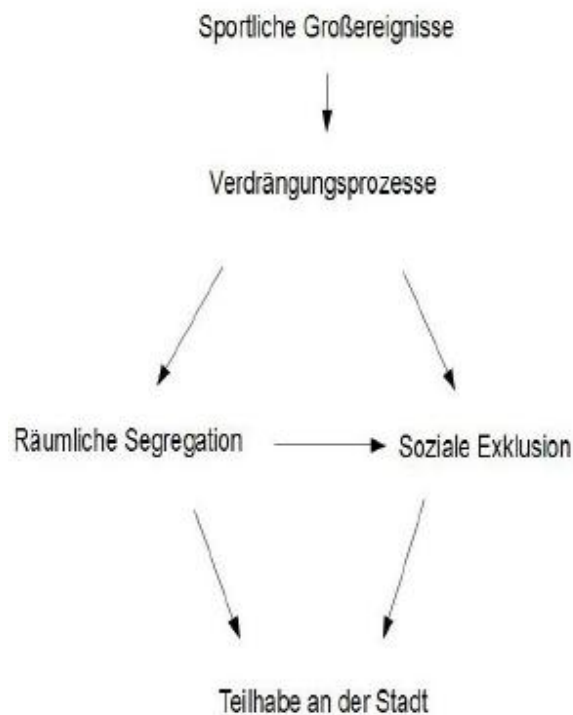 Sportliche Großereignisse
Verdrängungsprozesse
Räumliche Segregation
Soziale Exklusion
Teilhabe an der Stadt